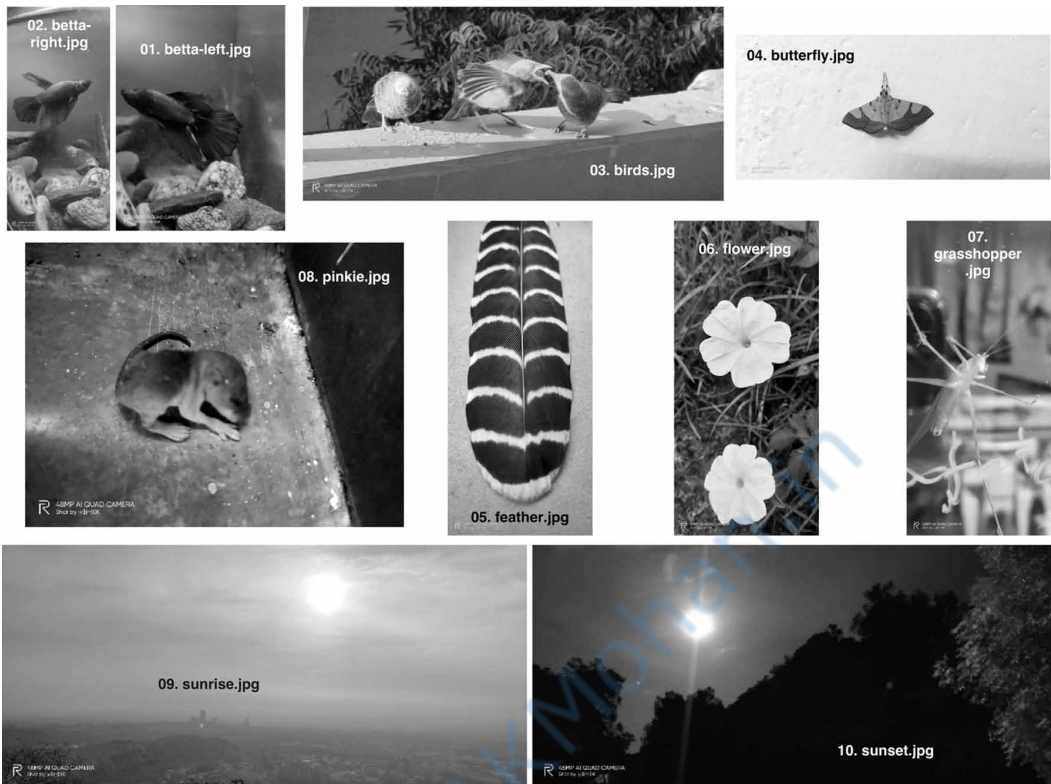 02. betta-
right.jpg
01. betta-left.jpg
03. birds.jpg
04. butterfly.jpg
08. pinkie.jpg
05. feather.jpg
06. flower.jpg
07.
grasshopper
.jpg
48MP AI QUAD CAMERA
09. sunrise.jpg
48MP AI QUAD CAMERA
10. sunset.jpg
48MP AI QUAD CAMERA
KMohan.in